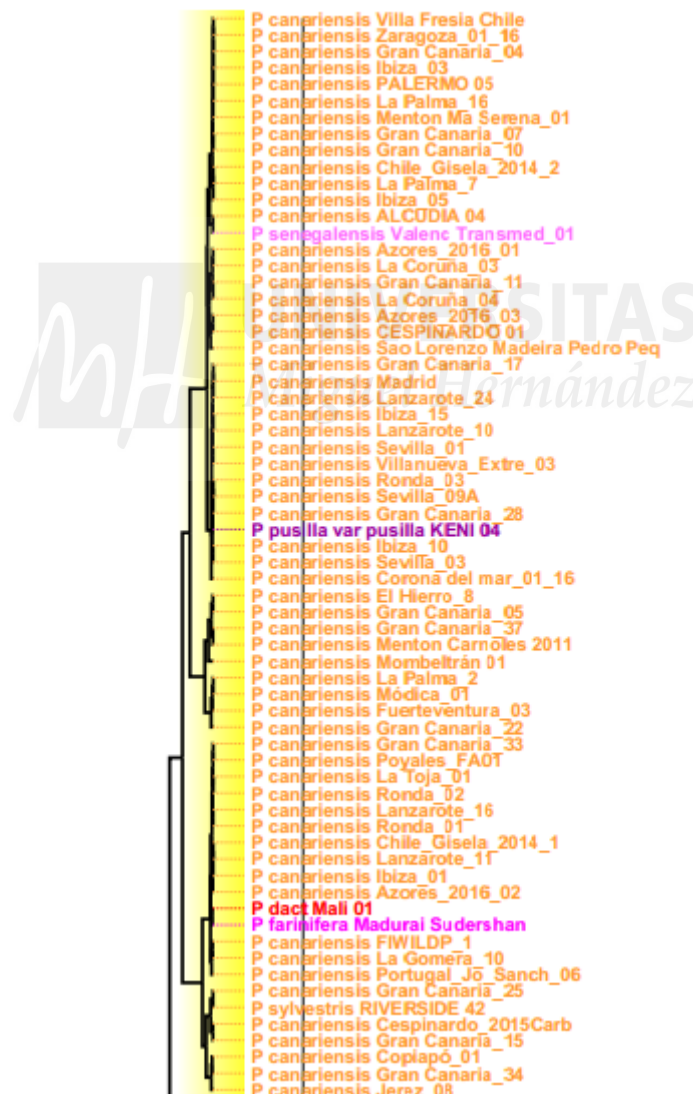 P canariensis Villa Fresia Chile
P canariensis Zaragoza_01_16
P canariensis Gran Canaria_04
P canariensis Ibiza_03
P canariensis PALERMO 05
P canariensis La Palma_16
P canariensis Menton Ma Serena_01
P canariensis Gran Canaria_07
P canariensis Gran Canaria_10
P canariensis Chile_Gisela_2014_2
P canariensis La Palma_7
P canariensis Ibiza_05
P canariensis ALCUDIA 04
P senegalensis Valenc Transmed_01
P canariensis Azores_2016_01
P canariensis La Coruña_03
P canariensis Gran Canaria_11
P canariensis La Coruña_04
P canariensis Azores_2016_03
P canariensis CESPINARDO 01
P canariensis Sao Lorenzo Madeira Pedro Peq
P canariensis Gran Canaria_17
P canariensis Madrid
P canariensis Lanzarote_24
P canariensis Ibiza_15
P canariensis Lanzarote_10
P canariensis Sevilla_01
P canariensis Villanueva_Extre_03
P canariensis Ronda_03
P canariensis Sevilla_09A
P canariensis Gran Canaria_28
P pusilla var pusilla KENI 04
P canariensis Ibiza_10
P canariensis Sevilla_03
P canariensis Corona del mar_01_16
P canariensis El Hierro_8
P canariensis Gran Canaria_05
P canariensis Gran Canaria_37
P canariensis Menton Carnoles 2011
P canariensis Mombeltrán 01
P canariensis La Palma_2
P canariensis Módica_01
P canariensis Fuerteventura_03
P canariensis Gran Canaria_22
P canariensis Gran Canaria_33
P canariensis Poyales_FA01
P canariensis La Toja_01
P canariensis Ronda_02
P canariensis Lanzarote_16
P canariensis Ronda_01
P canariensis Chile_Gisela_2014_1
P canariensis Lanzarote_11
P canariensis Ibiza_01
P canariensis Azores_2016_02
P dact Mali 01
P farinifera Madurai Sudershan
P canariensis FIWILDP_1
P canariensis La Gomera_10
P canariensis Portugal_Jo_Sanch_06
P canariensis Gran Canaria_25
P sylvestris RIVERSIDE 42
P canariensis Cespinardo_2015Carb
P canariensis Gran Canaria_15
P canariensis Copiapó_01
P canariensis Gran Canaria_34
P canariensis Jerez_08
MH
UNIVERSITAS
Miguel Hernández